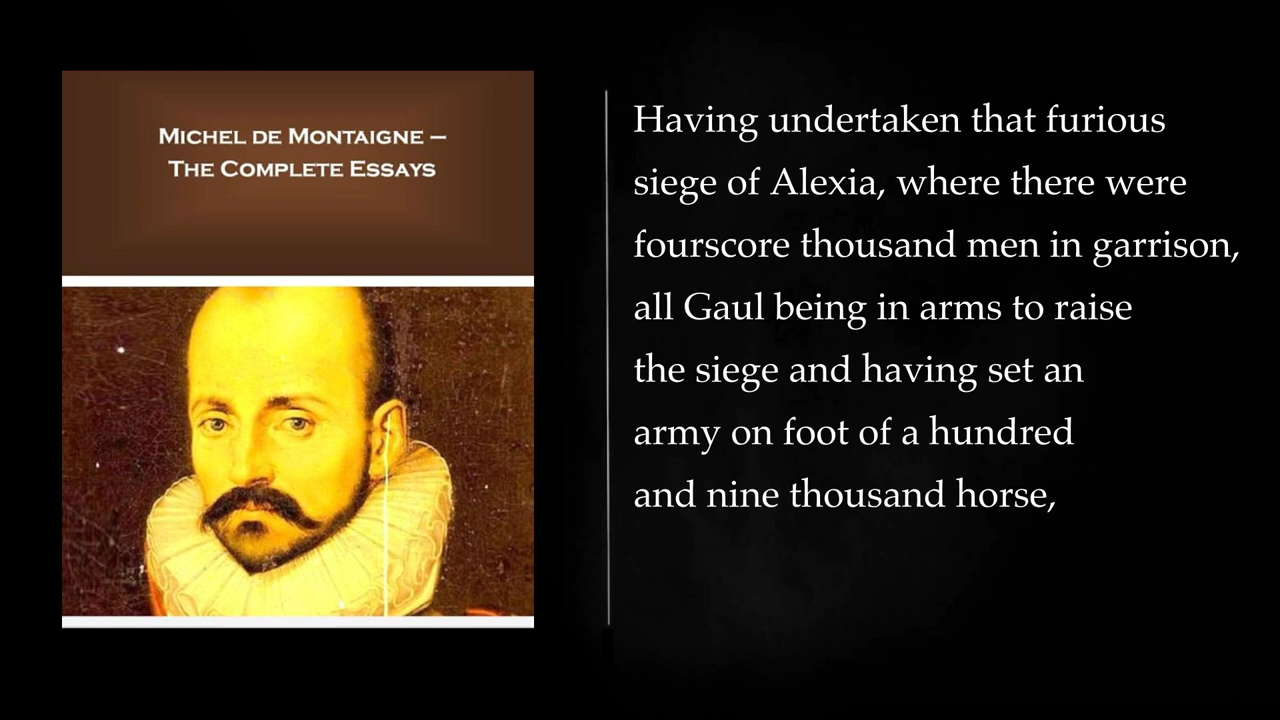 Michel de Montaigne –
The Complete Essays
Having undertaken that furious
siege of Alexia, where there were
fourscore thousand men in garrison,
all Gaul being in arms to raise
the siege and having set an
army on foot of a hundred
and nine thousand horse,